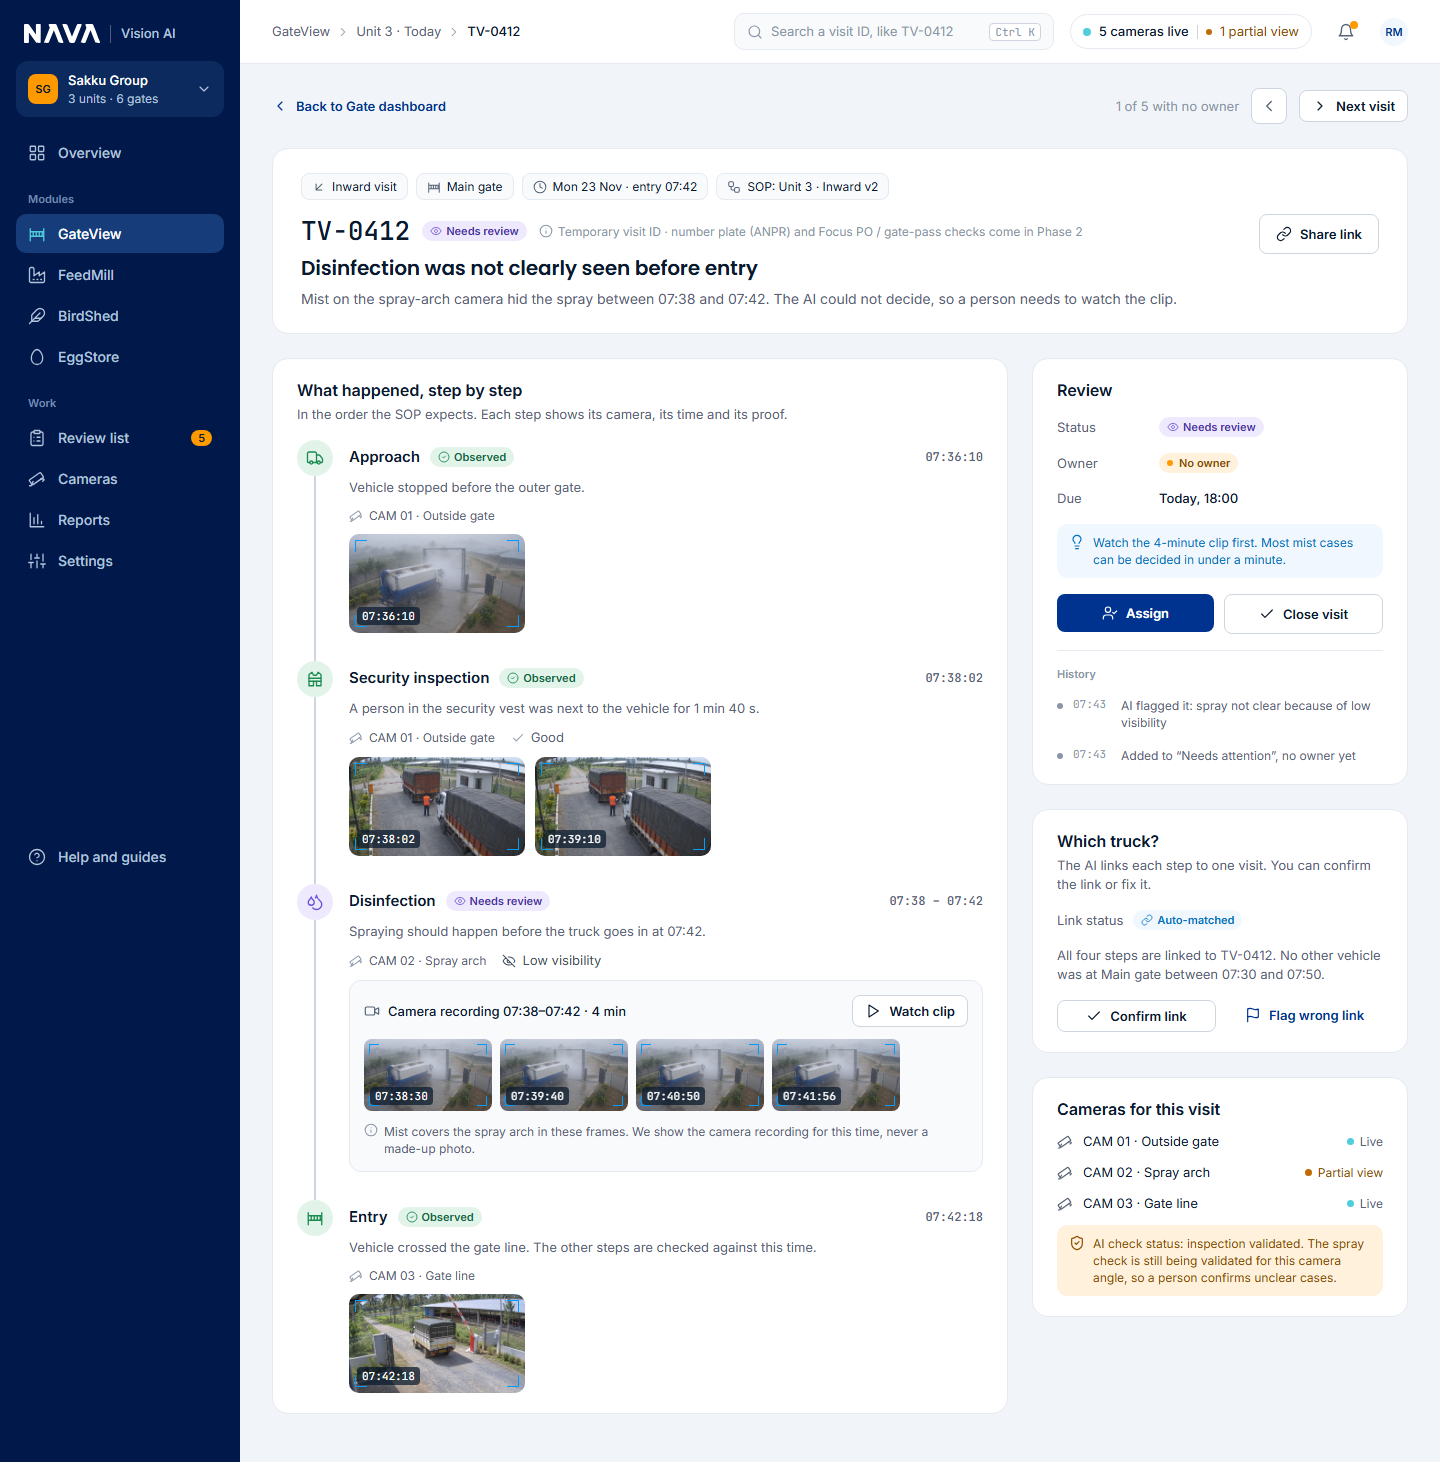 NAVA Vision AI
SG
Sakku Group
3 units · 6 gates
Overview
Modules
GateView
FeedMill
BirdShed
EggStore
Work
Review list 5
Cameras
Reports
Settings
Help and guides
GateView > Unit 3 · Today > TV-0412
Search a visit ID, like TV-0412 Ctrl K
5 cameras live 1 partial view
RM
Back to Gate dashboard
1 of 5 with no owner
Next visit
Inward visit
Main gate
Mon 23 Nov · entry 07:42
SOP: Unit 3 · Inward v2
TV-0412 Needs review Temporary visit ID · number plate (ANPR) and Focus PO / gate-pass checks come in Phase 2
Share link
Disinfection was not clearly seen before entry
Mist on the spray-arch camera hid the spray between 07:38 and 07:42. The AI could not decide, so a person needs to watch the clip.
What happened, step by step
In the order the SOP expects. Each step shows its camera, its time and its proof.
Approach Observed 07:36:10
Vehicle stopped before the outer gate.
CAM 01 · Outside gate
07:36:10
Security inspection Observed 07:38:02
A person in the security vest was next to the vehicle for 1 min 40 s.
CAM 01 · Outside gate Good
07:38:02 07:39:10
Disinfection Needs review 07:38 – 07:42
Spraying should happen before the truck goes in at 07:42.
CAM 02 · Spray arch Low visibility
Camera recording 07:38–07:42 · 4 min Watch clip
07:38:30 07:39:40 07:40:50 07:41:56
Mist covers the spray arch in these frames. We show the camera recording for this time, never a
made-up photo.
Entry Observed 07:42:18
Vehicle crossed the gate line. The other steps are checked against this time.
CAM 03 · Gate line
07:42:18
Review
Status Needs review
Owner No owner
Due Today, 18:00
Watch the 4-minute clip first. Most mist cases
can be decided in under a minute.
Assign Close visit
History
07:43 AI flagged it: spray not clear because of low
visibility
07:43 Added to “Needs attention”, no owner yet
Which truck?
The AI links each step to one visit. You can confirm
the link or fix it.
Link status Auto-matched
All four steps are linked to TV-0412. No other vehicle
was at Main gate between 07:30 and 07:50.
Confirm link Flag wrong link
Cameras for this visit
CAM 01 · Outside gate Live
CAM 02 · Spray arch Partial view
CAM 03 · Gate line Live
AI check status: inspection validated. The spray
check is still being validated for this camera
angle, so a person confirms unclear cases.